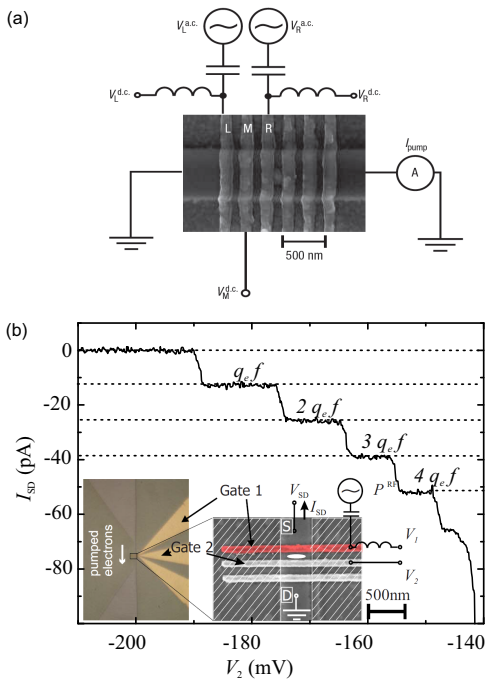 (a)
V_L^a.c. V_R^a.c.
V_L^d.c. V_R^d.c.
L M R
I_pump
A
500 nm
V_M^d.c.
(b)
0
q_e f
-20
2 q_e f
-40
3 q_e f
4 q_e f
-60
-80
I_SD (pA)
Gate 1
Gate 2
pumped
electrons
V_SD
I_SD
P^RF
S
V_1
V_2
D
500nm
-200 -180 -160 -140
V_2 (mV)